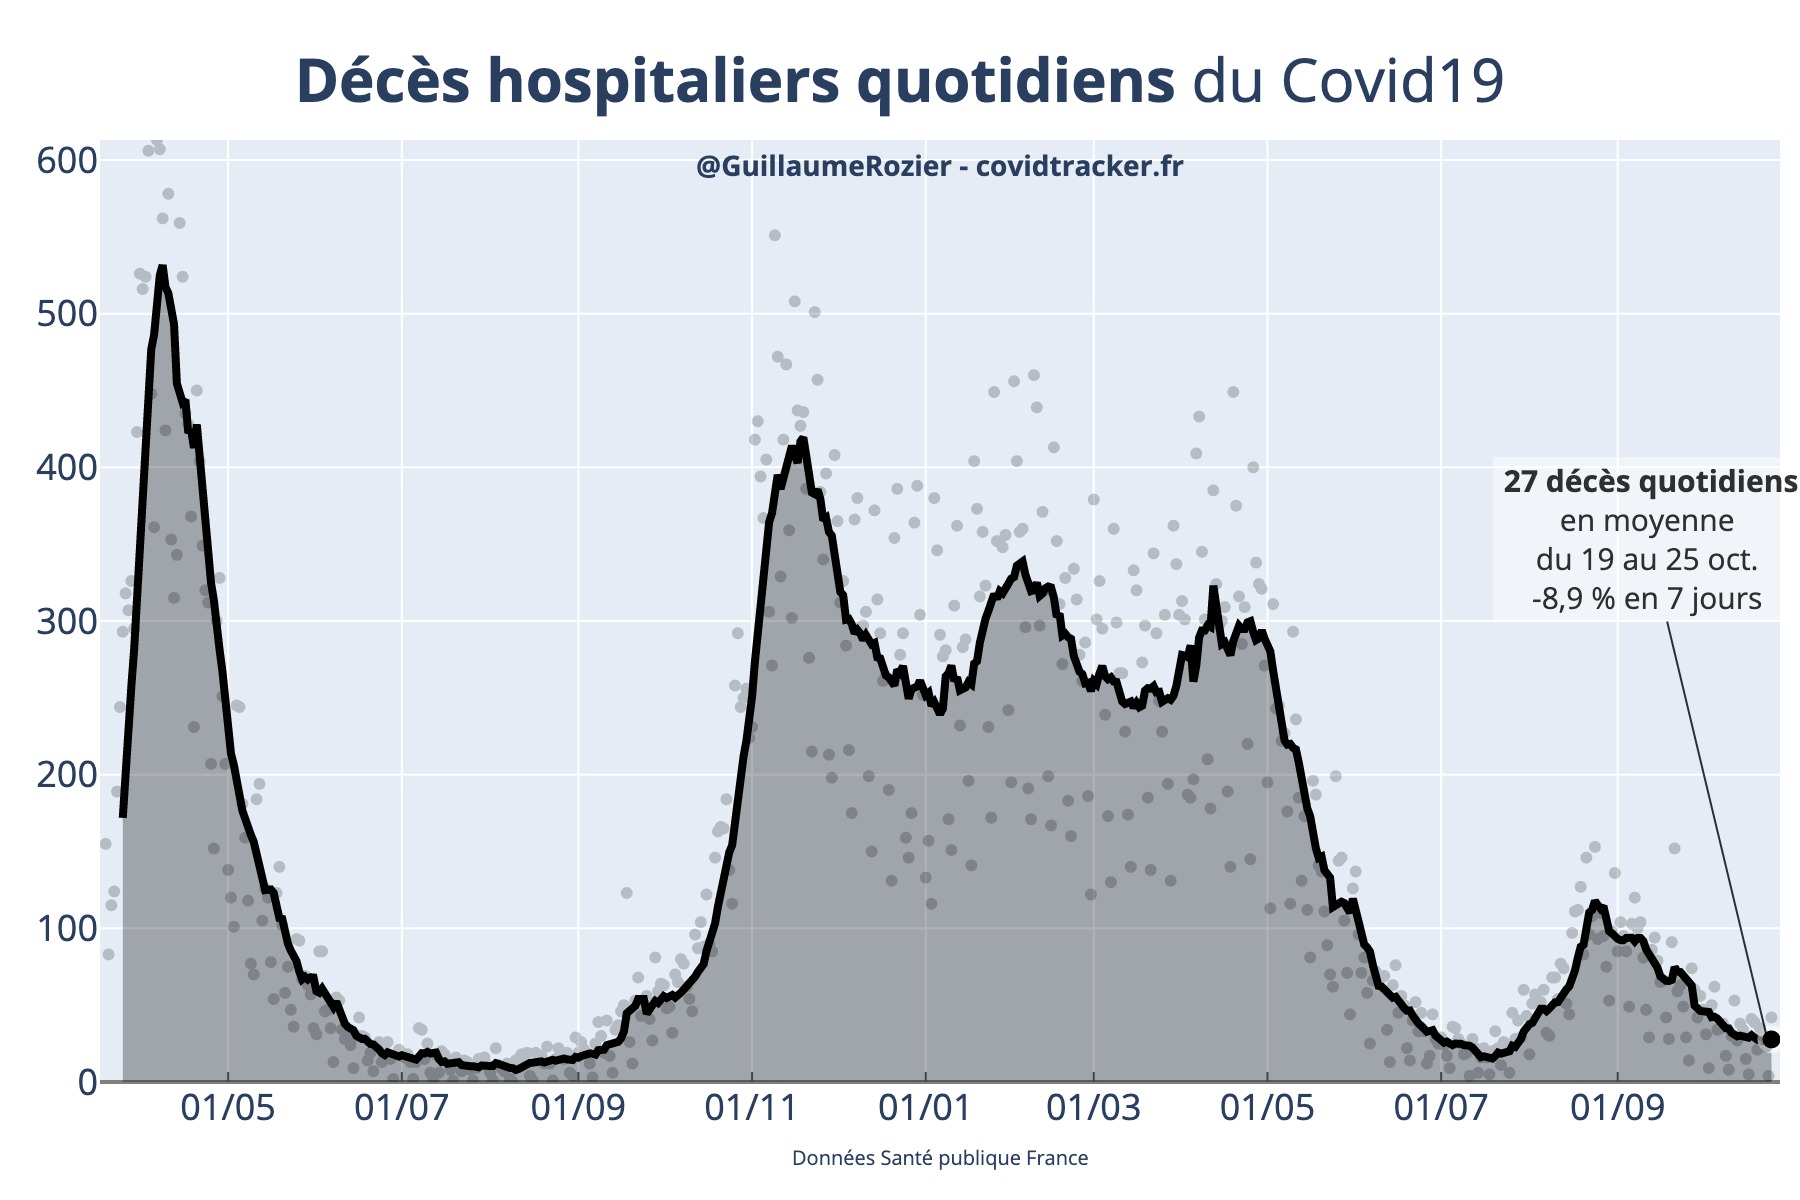 Décès hospitaliers quotidiens du Covid19
@GuillaumeRozier - covidtracker.fr
600
500
400
300
200
100
0
27 décès quotidiens
en moyenne
du 19 au 25 oct.
-8,9 % en 7 jours
01/05 01/07 01/09 01/11 01/01 01/03 01/05 01/07 01/09
Données Santé publique France